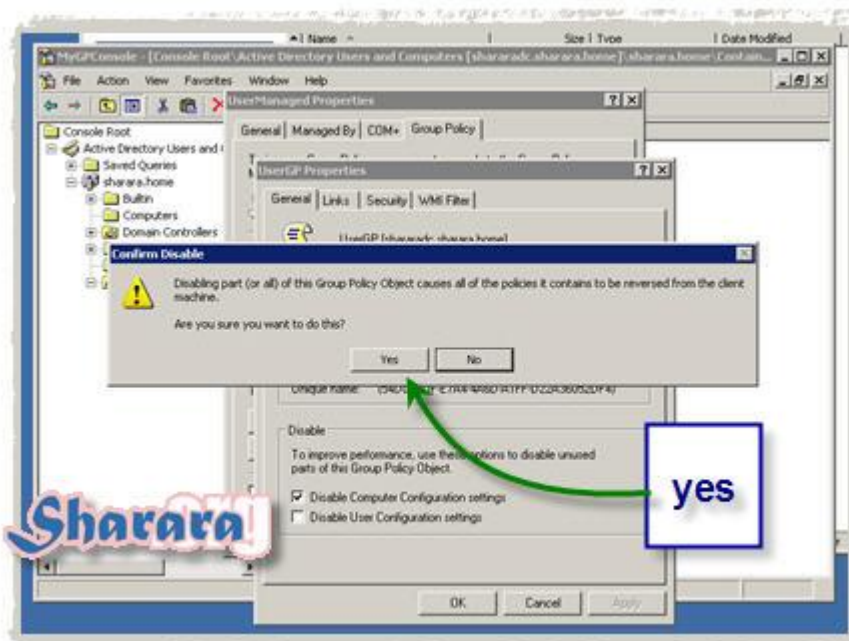 Name
Size Type
Date Modified
MyGPConsole - [Console Root\Active Directory Users and Computers [shararadc.sharara.home]\sharara.home\Contain...
File Action View Favorites Window Help
UserManaged Properties
Console Root
Active Directory Users and
Saved Queries
sharara.home
Builtin
Computers
Domain Controllers
General Managed By COM+ Group Policy
UserGP Properties
General Links Security WMI Filter
UserGP [shararadc.sharara.home]
Confirm Disable
Disabling part (or all) of this Group Policy Object causes all of the policies it contains to be reversed from the client
machine.
Are you sure you want to do this?
Yes No
Unique name:
Disable
To improve performance, use these options to disable unused
parts of this Group Policy Object.
Disable Computer Configuration settings
Disable User Configuration settings
OK Cancel Apply
yes
Sharara
org